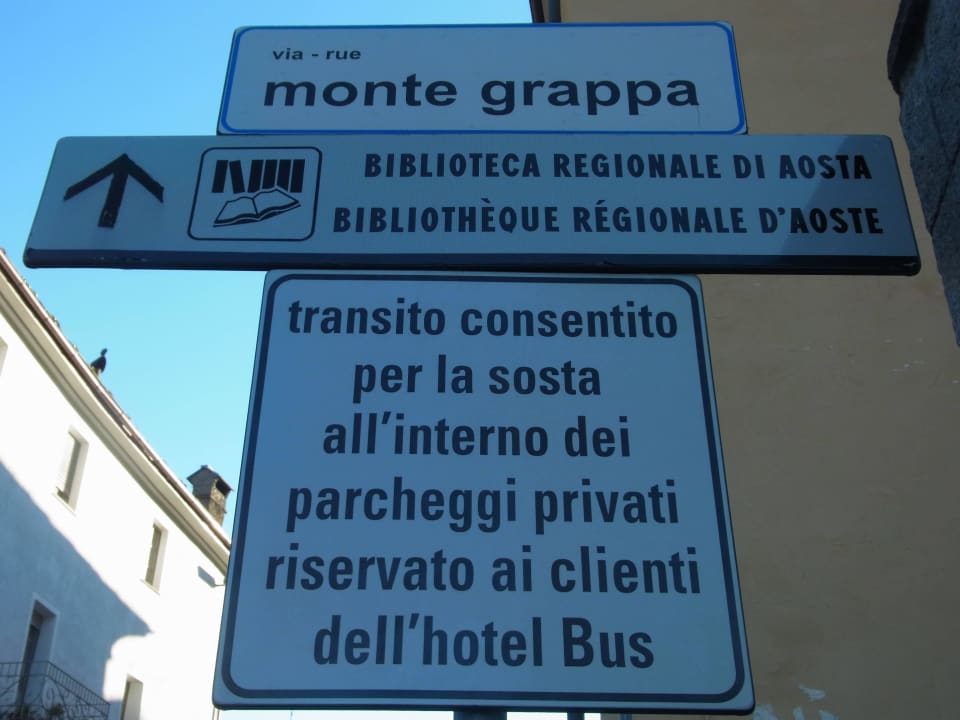 via - rue
monte grappa
BIBLIOTECA REGIONALE DI AOSTA
BIBLIOTHÈQUE RÉGIONALE D'AOSTE
transito consentito
per la sosta
all'interno dei
parcheggi privati
riservato ai clienti
dell'hotel Bus